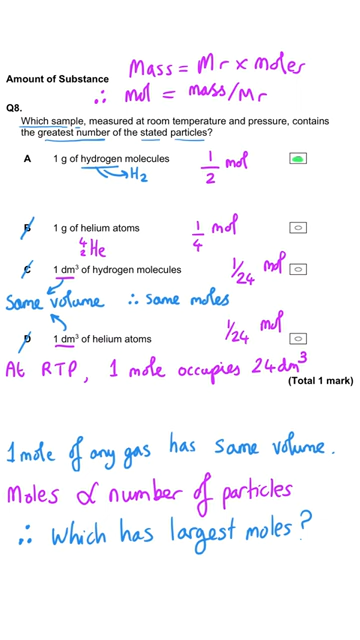 Mass = Mr x moles
Amount of Substance
∴ mol = mass/Mr
Q8.
Which sample, measured at room temperature and pressure, contains
the greatest number of the stated particles?
A 1 g of hydrogen molecules 1/2 mol
H2
B 1 g of helium atoms 1/4 mol
4 2 He
C 1 dm³ of hydrogen molecules 1/24 mol
Same volume ∴ same moles
D 1 dm³ of helium atoms 1/24 mol
At RTP, 1 mole occupies 24dm³
(Total 1 mark)
1 mole of any gas has same volume.
Moles ∝ number of particles
∴ Which has largest moles?